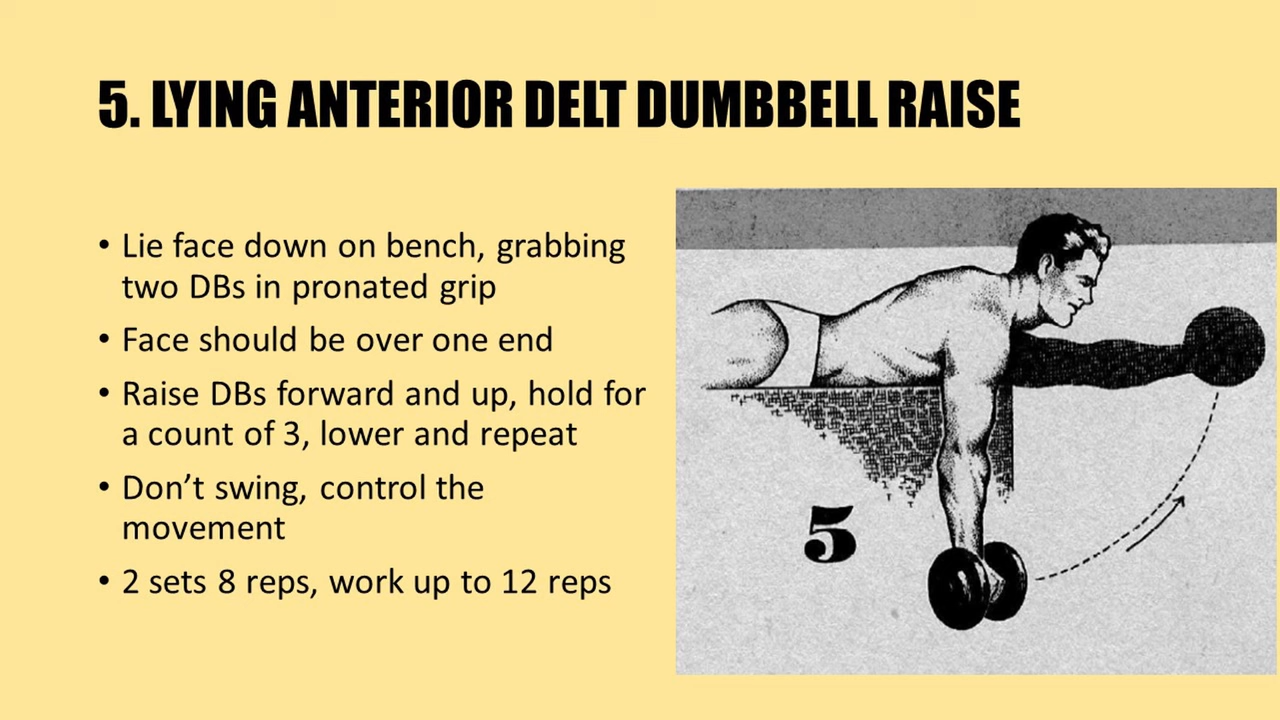 5. LYING ANTERIOR DELT DUMBBELL RAISE
• Lie face down on bench, grabbing
two DBs in pronated grip
• Face should be over one end
• Raise DBs forward and up, hold for
a count of 3, lower and repeat
• Don’t swing, control the
movement
• 2 sets 8 reps, work up to 12 reps
5